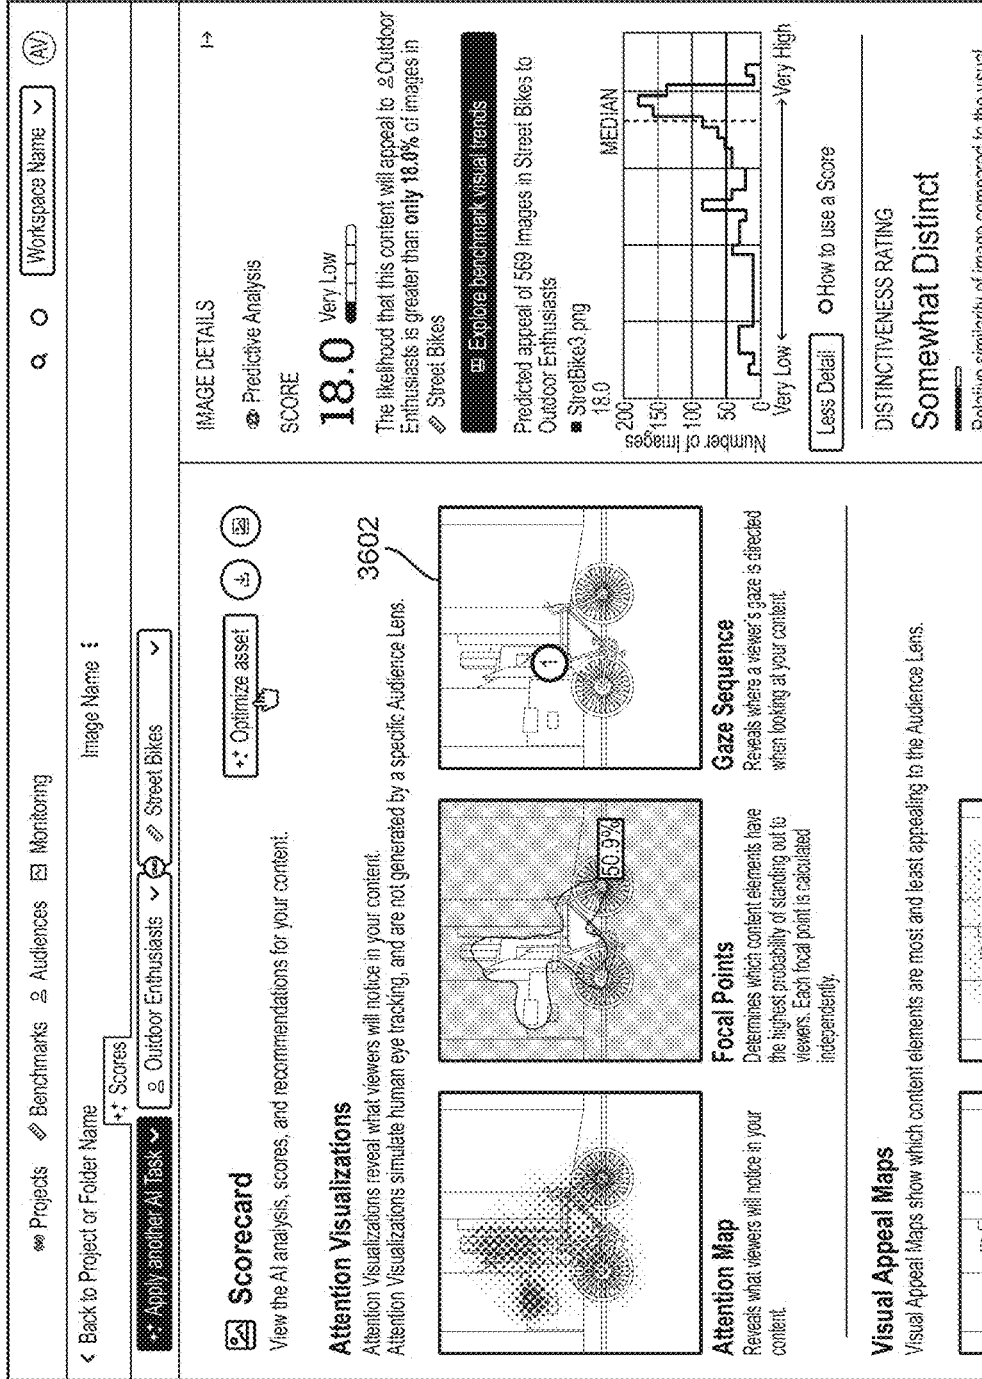 Projects
Benchmarks
Audiences
Monitoring
Workspace Name
AV
< Back to Project or Folder Name
Image Name
Scores
Apply another AI Task
Outdoor Enthusiasts
Street Bikes
Scorecard
View the AI analysis, scores, and recommendations for your content.
Optimize asset
Attention Visualizations
Attention Visualizations reveal what viewers will notice in your content.
Attention Visualizations simulate human eye tracking, and are not generated by a specific Audience Lens.
3602
50.9%
1
Attention Map
Reveals what viewers will notice in your
content.
Focal Points
Determines which content elements have
the highest probability of standing out to
viewers. Each focal point is calculated
independently.
Gaze Sequence
Reveals where a viewer's gaze is directed
when looking at your content.
Visual Appeal Maps
Visual Appeal Maps show which content elements are most and least appealing to the Audience Lens.
IMAGE DETAILS
Predictive Analysis
SCORE
18.0 Very Low
The likelihood that this content will appeal to Outdoor
Enthusiasts is greater than only 18.0% of images in
Street Bikes
Explore benchmark visual trends
Predicted appeal of 569 Images in Street Bikes to
Outdoor Enthusiasts
StretBike3.png
18.0
MEDIAN
Number of Images
200
150
100
50
0
Very Low
Very High
Less Detail
How to use a Score
DISTINCTIVENESS RATING
Somewhat Distinct
Relative similarity of image compared to the visual